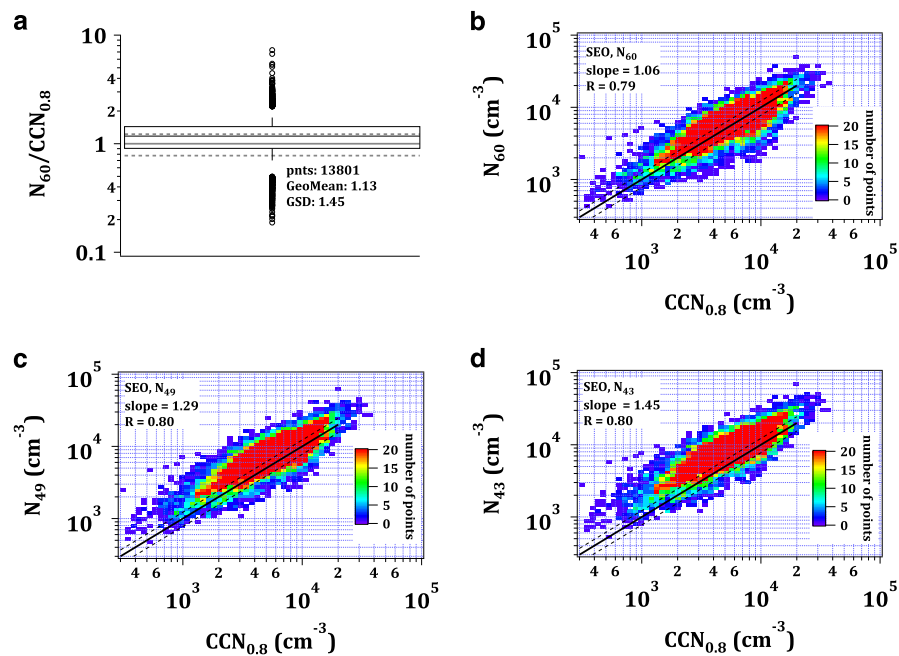 a
10
4
2
1
4
2
0.1
N60/CCN0.8
pnts: 13801
GeoMean: 1.13
GSD: 1.45
b
10^5
10^4
10^3
N60 (cm^-3)
SEO, N60
slope = 1.06
R = 0.79
20
15
10
5
0
number of points
4 6 2 4 6 2 4 6
10^3 10^4 10^5
CCN0.8 (cm^-3)
c
10^5
10^4
10^3
N49 (cm^-3)
SEO, N49
slope = 1.29
R = 0.80
20
15
10
5
0
number of points
4 6 2 4 6 2 4 6
10^3 10^4 10^5
CCN0.8 (cm^-3)
d
10^5
10^4
10^3
N43 (cm^-3)
SEO, N43
slope = 1.45
R = 0.80
20
15
10
5
0
number of points
4 6 2 4 6 2 4 6
10^3 10^4 10^5
CCN0.8 (cm^-3)